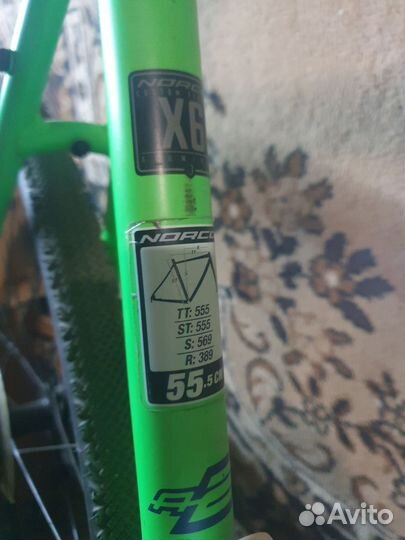 NORCO
X6
NORCO
TT: 555
ST: 555
S: 569
R: 389
55.5 CM
Avito